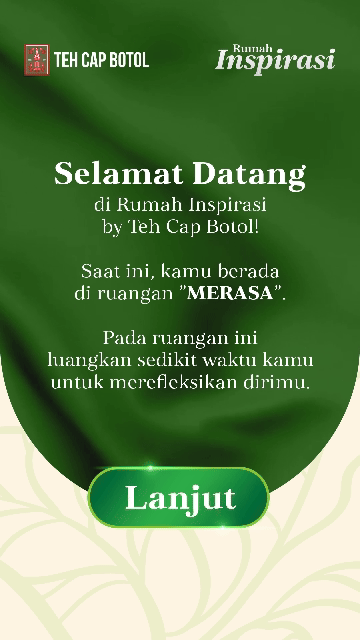 TEH CAP BOTOL
Rumah
Inspirasi
Selamat Datang
di Rumah Inspirasi
by Teh Cap Botol!
Saat ini, kamu berada
di ruangan "MERASA".
Pada ruangan ini
luangkan sedikit waktu kamu
untuk merefleksikan dirimu.
Lanjut